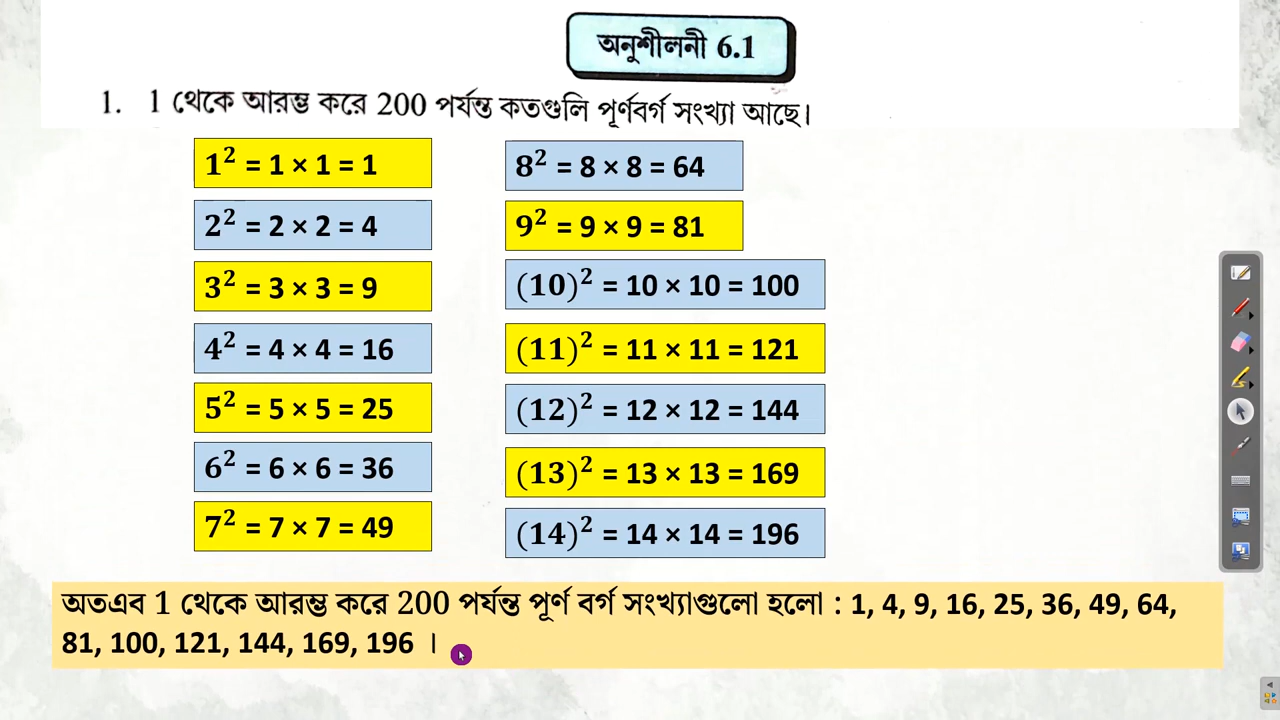 অনুশীলনী 6.1
1. 1 থেকে আরম্ভ করে 200 পর্যন্ত কতগুলি পূর্ণবর্গ সংখ্যা আছে।
1² = 1 × 1 = 1
2² = 2 × 2 = 4
3² = 3 × 3 = 9
4² = 4 × 4 = 16
5² = 5 × 5 = 25
6² = 6 × 6 = 36
7² = 7 × 7 = 49
8² = 8 × 8 = 64
9² = 9 × 9 = 81
(10)² = 10 × 10 = 100
(11)² = 11 × 11 = 121
(12)² = 12 × 12 = 144
(13)² = 13 × 13 = 169
(14)² = 14 × 14 = 196
অতএব 1 থেকে আরম্ভ করে 200 পর্যন্ত পূর্ণ বর্গ সংখ্যাগুলো হলো : 1, 4, 9, 16, 25, 36, 49, 64,
81, 100, 121, 144, 169, 196 ।